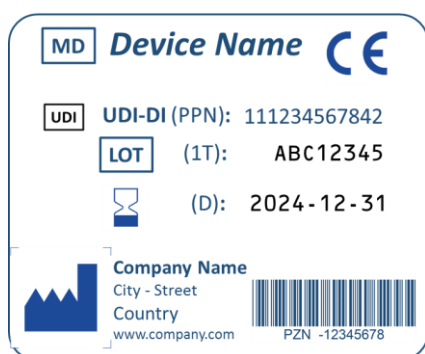 MD Device Name CE
UDI UDI-DI (PPN): 111234567842
LOT (1T): ABC12345
(D): 2024-12-31
Company Name
City - Street
Country
www.company.com
PZN -12345678